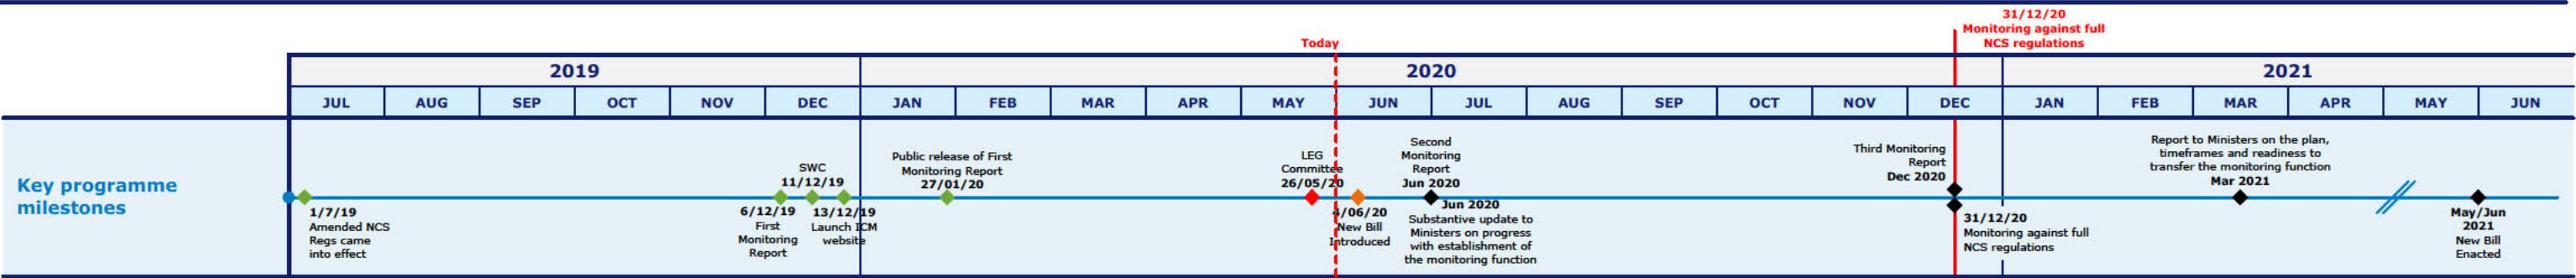 31/12/20
Monitoring against full
NCS regulations
Today
2019 2020 2021
JUL AUG SEP OCT NOV DEC JAN FEB MAR APR MAY JUN JUL AUG SEP OCT NOV DEC JAN FEB MAR APR MAY JUN
Key programme
milestones
1/7/19
Amended NCS
Regs came
into effect
6/12/19
First
Monitoring
Report
SWC
11/12/19
13/12/19
Launch ICM
website
Public release of First
Monitoring Report
27/01/20
LEG
Committee
26/05/20
4/06/20
New Bill
Introduced
Second
Monitoring
Report
Jun 2020
Jun 2020
Substantive update to
Ministers on progress
with establishment of
the monitoring function
Third Monitoring
Report
Dec 2020
31/12/20
Monitoring against full
NCS regulations
Report to Ministers on the plan,
timeframes and readiness to
transfer the monitoring function
Mar 2021
May/Jun
2021
New Bill
Enacted